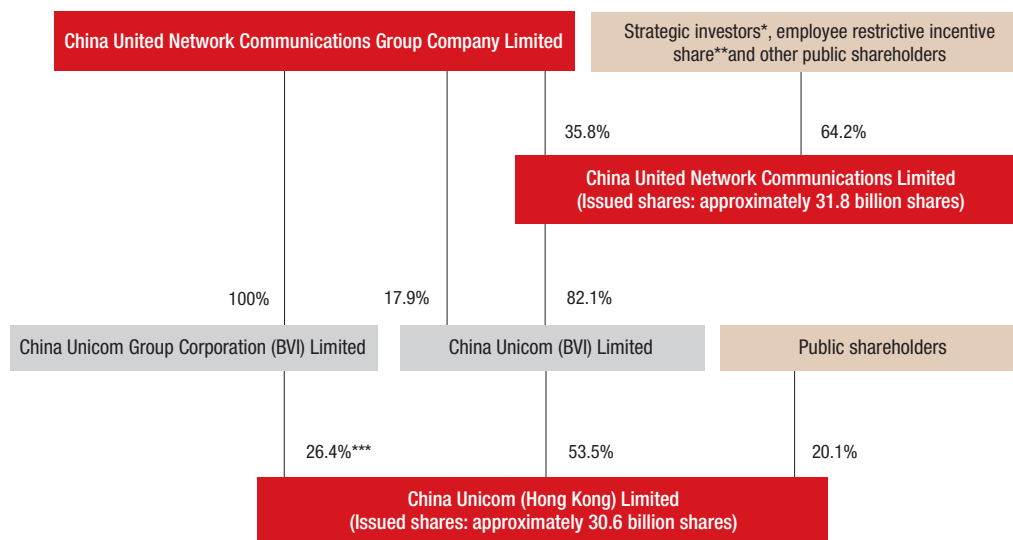 China United Network Communications Group Company Limited
Strategic investors*, employee restrictive incentive
share**and other public shareholders
35.8%
64.2%
China United Network Communications Limited
(Issued shares: approximately 31.8 billion shares)
100%
17.9%
82.1%
China Unicom Group Corporation (BVI) Limited
China Unicom (BVI) Limited
Public shareholders
26.4%***
53.5%
20.1%
China Unicom (Hong Kong) Limited
(Issued shares: approximately 30.6 billion shares)